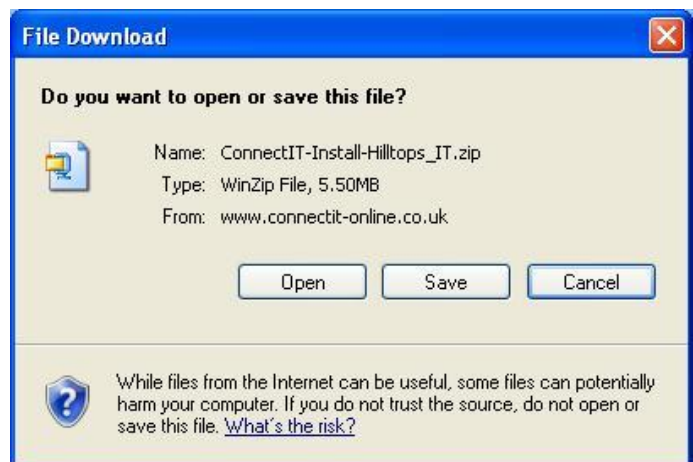 File Download
Do you want to open or save this file?
Name: ConnectIT-Install-Hilltops_IT.zip
Type: WinZip File, 5.50MB
From: www.connectit-online.co.uk
Open Save Cancel
While files from the Internet can be useful, some files can potentially
harm your computer. If you do not trust the source, do not open or
save this file. What's the risk?